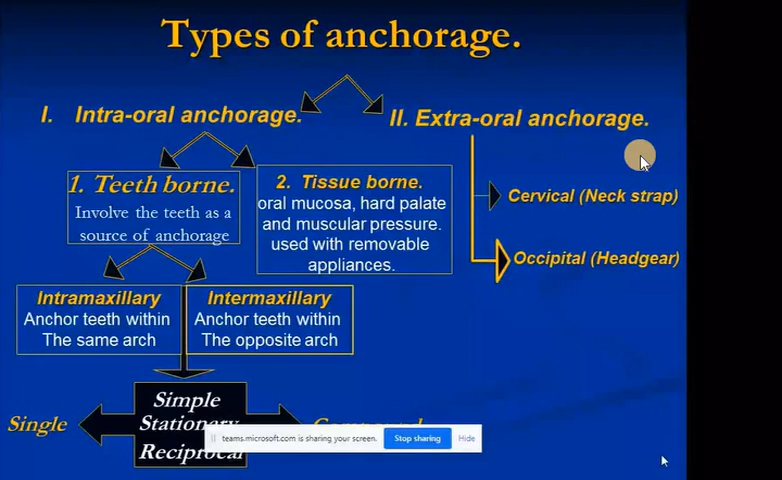 Types of anchorage.
I. Intra-oral anchorage.
II. Extra-oral anchorage.
1. Teeth borne.
Involve the teeth as a
source of anchorage
2. Tissue borne.
oral mucosa, hard palate
and muscular pressure.
used with removable
appliances.
Cervical (Neck strap)
Occipital (Headgear)
Intramaxillary
Anchor teeth within
The same arch
Intermaxillary
Anchor teeth within
The opposite arch
Simple
Stationary
Reciprocal
Single
teams.microsoft.com is sharing your screen.
Stop sharing
Hide